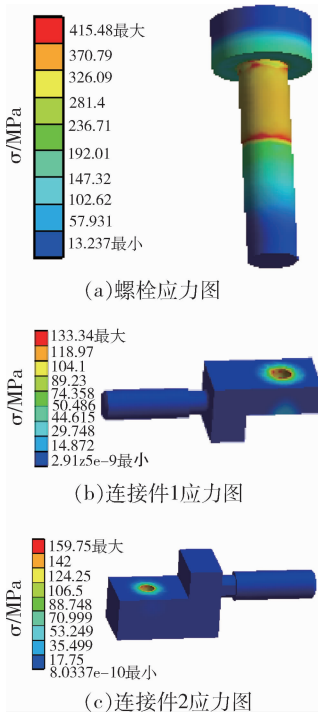 σ/MPa
415.48最大
370.79
326.09
281.4
236.71
192.01
147.32
102.62
57.931
13.237最小
(a)螺栓应力图
σ/MPa
133.34最大
118.97
104.1
89.23
74.358
50.486
44.615
29.748
14.872
2.91z5e-9最小
(b)连接件1应力图
σ/MPa
159.75最大
142
124.25
106.5
88.748
70.999
53.249
35.499
17.75
8.0337e-10最小
(c)连接件2应力图